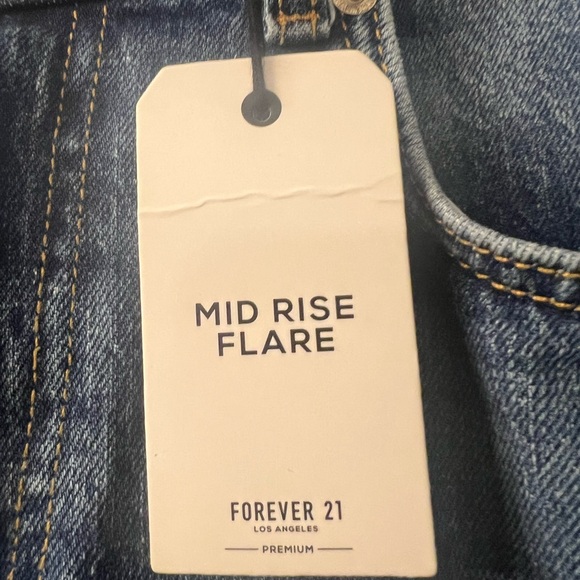 MID RISE
FLARE
FOREVER 21
LOS ANGELES
PREMIUM